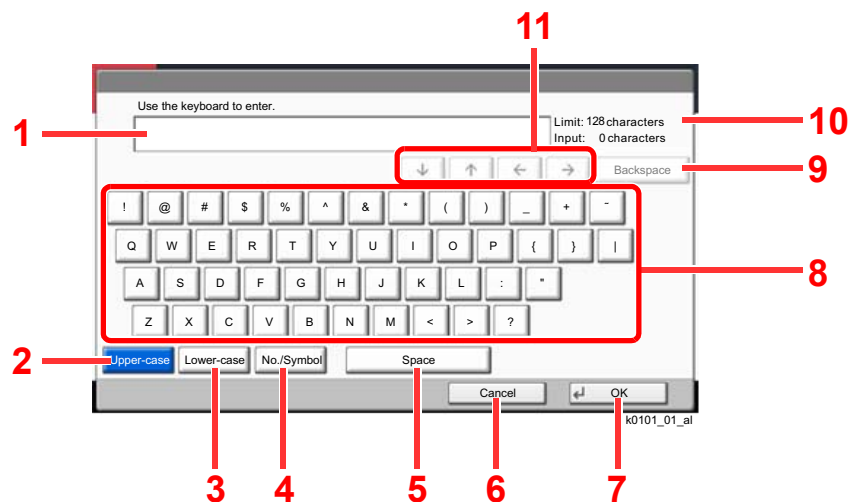 11
Use the keyboard to enter.
1
Limit: 128 characters
10
Input: 0 characters
↓ ↑ ← →
Backspace
9
! @ # $ % ^ & * ( ) _ + ~
Q W E R T Y U I O P { } |
8
A S D F G H J K L : "
Z X C V B N M < > ?
2
Upper-case Lower-case No./Symbol Space
Cancel OK
k0101_01_al
3 4 5 6 7